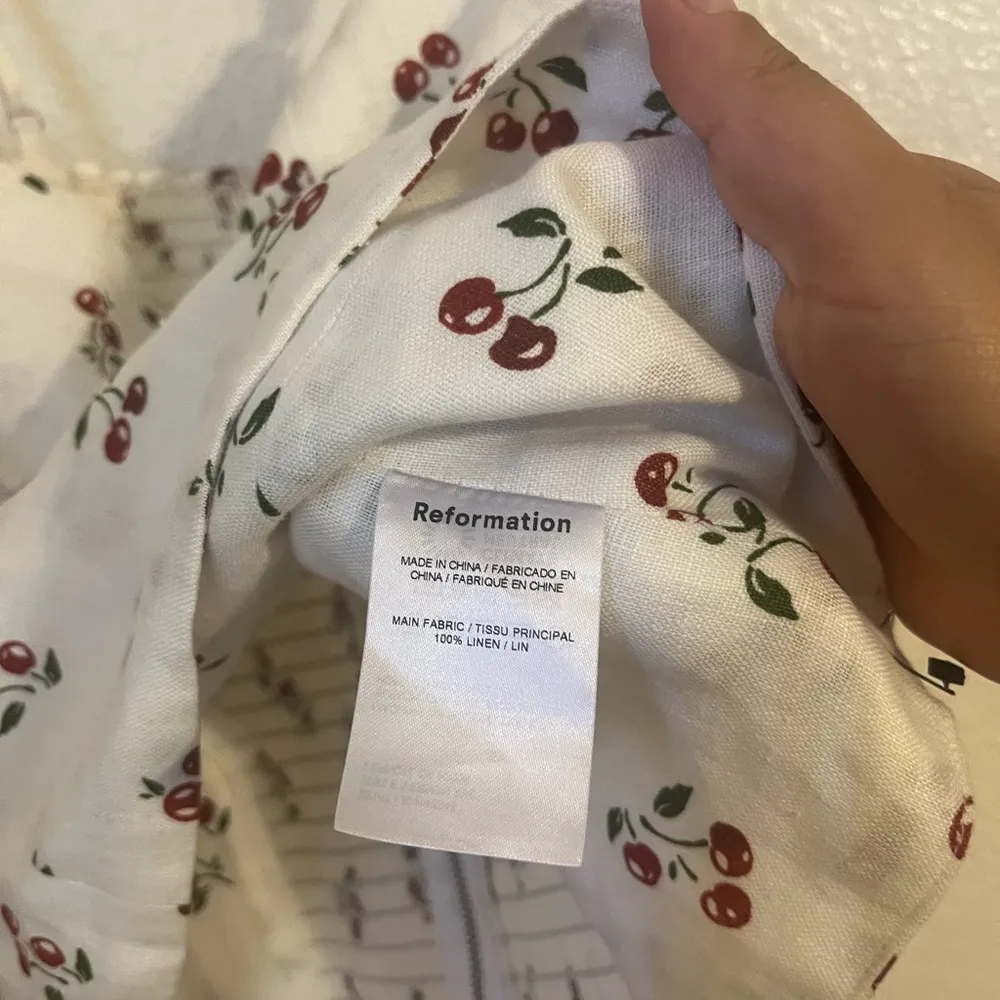 Reformation
MADE IN CHINA / FABRICADO EN
CHINA / FABRIQUÉ EN CHINE
MAIN FABRIC / TISSU PRINCIPAL
100% LINEN / LIN